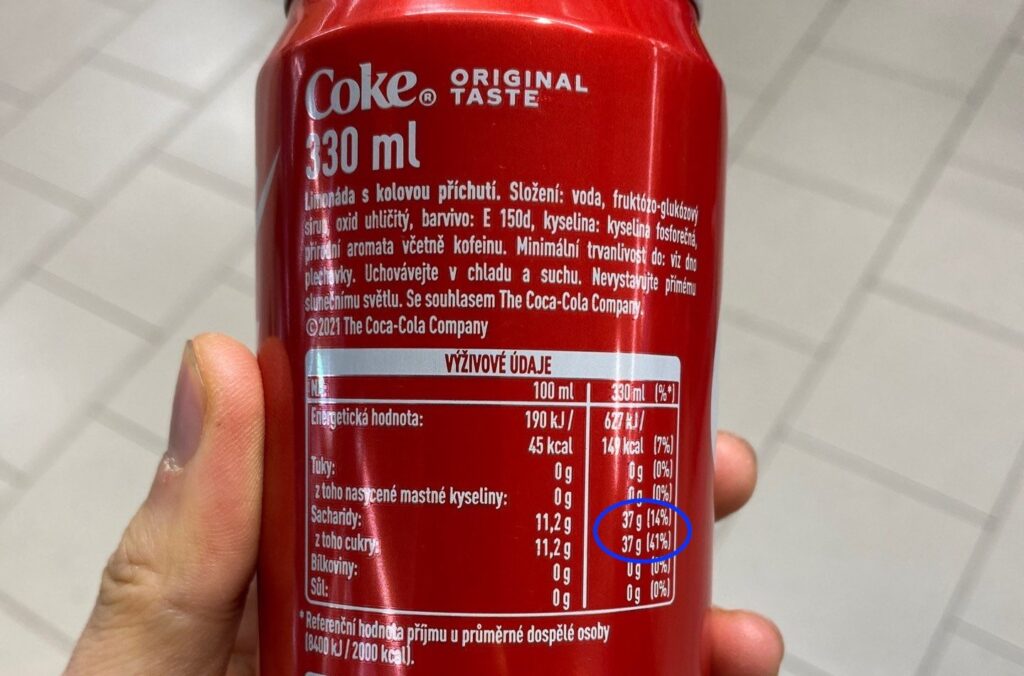 Coke® ORIGINAL TASTE
330 ml
Limonáda s kolovou příchutí. Složení: voda, fruktózo-glukózový
sirup, oxid uhličitý, barvivo: E 150d, kyselina: kyselina fosforečná,
přírodní aromata včetně kofeinu. Minimální trvanlivost do: viz dno
plechovky. Uchovávejte v chladu a suchu. Nevystavujte přímému
slunečnímu světlu. Se souhlasem The Coca-Cola Company.
©2021 The Coca-Cola Company
VÝŽIVOVÉ ÚDAJE
NA: 100 ml 330 ml (%*)
Energetická hodnota: 190 kJ / 627 kJ /
45 kcal 149 kcal (7%)
Tuky: 0 g 0 g (0%)
z toho nasycené mastné kyseliny: 0 g 0 g (0%)
Sacharidy: 11,2 g 37 g (14%)
z toho cukry: 11,2 g 37 g (41%)
Bílkoviny: 0 g 0 g (0%)
Sůl: 0 g 0 g (0%)
* Referenční hodnota příjmu u průměrné dospělé osoby
(8400 kJ / 2000 kcal).